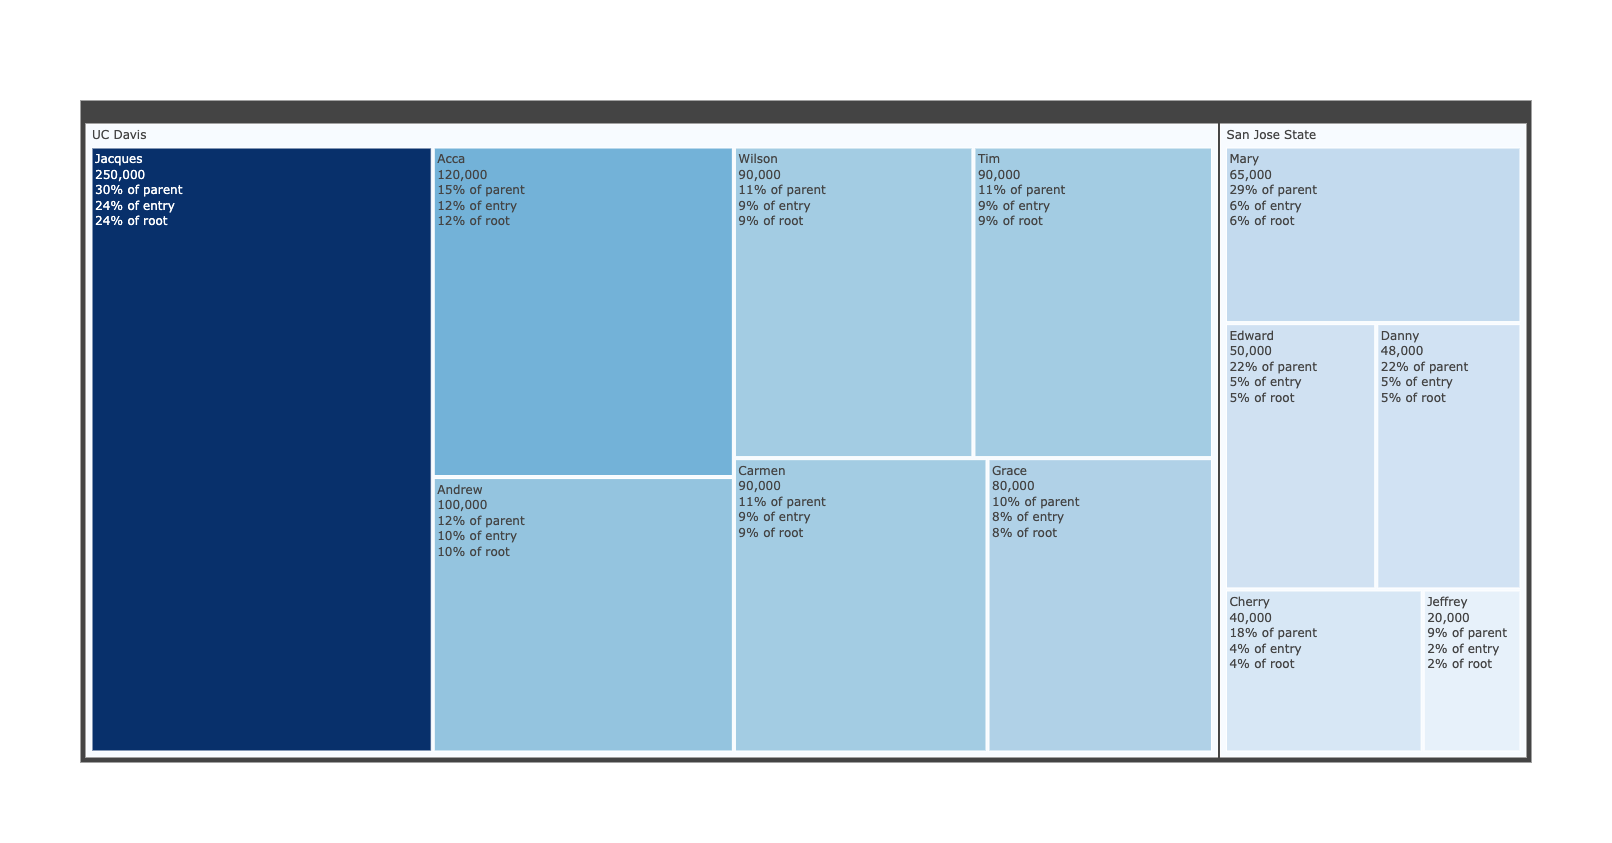 UC Davis
Jacques
250,000
30% of parent
24% of entry
24% of root
Acca
120,000
15% of parent
12% of entry
12% of root
Andrew
100,000
12% of parent
10% of entry
10% of root
Wilson
90,000
11% of parent
9% of entry
9% of root
Tim
90,000
11% of parent
9% of entry
9% of root
Carmen
90,000
11% of parent
9% of entry
9% of root
Grace
80,000
10% of parent
8% of entry
8% of root
San Jose State
Mary
65,000
29% of parent
6% of entry
6% of root
Edward
50,000
22% of parent
5% of entry
5% of root
Danny
48,000
22% of parent
5% of entry
5% of root
Cherry
40,000
18% of parent
4% of entry
4% of root
Jeffrey
20,000
9% of parent
2% of entry
2% of root